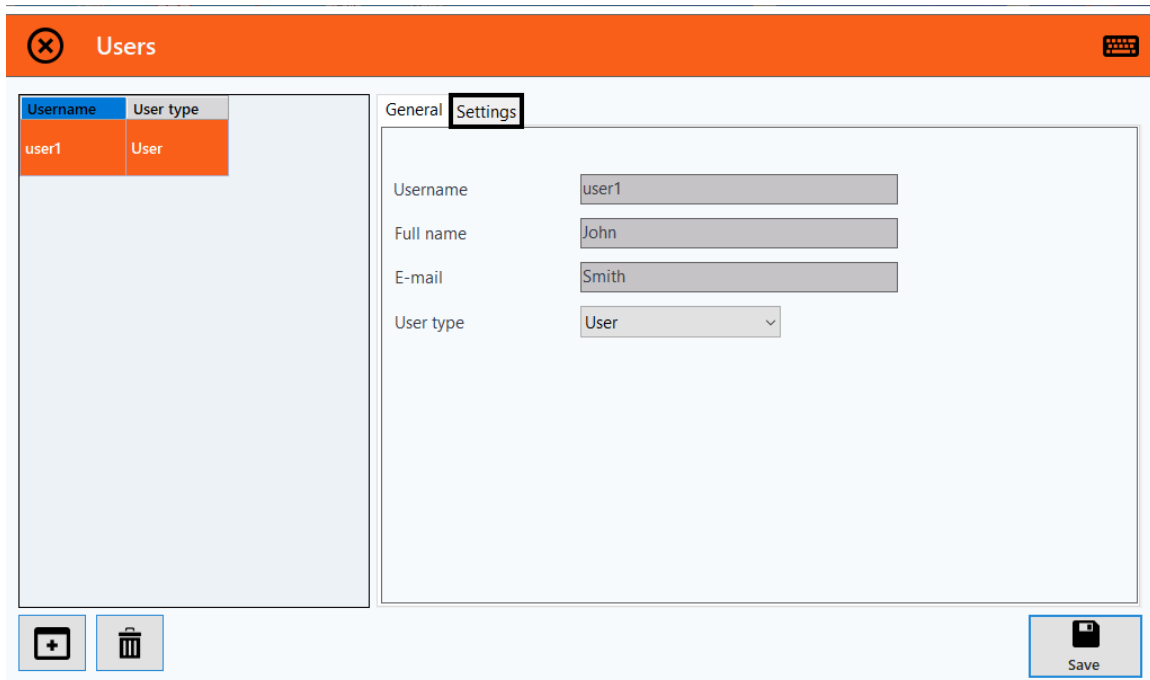 Users
Username User type
user1 User
General Settings
Username user1
Full name John
E-mail Smith
User type User
Save